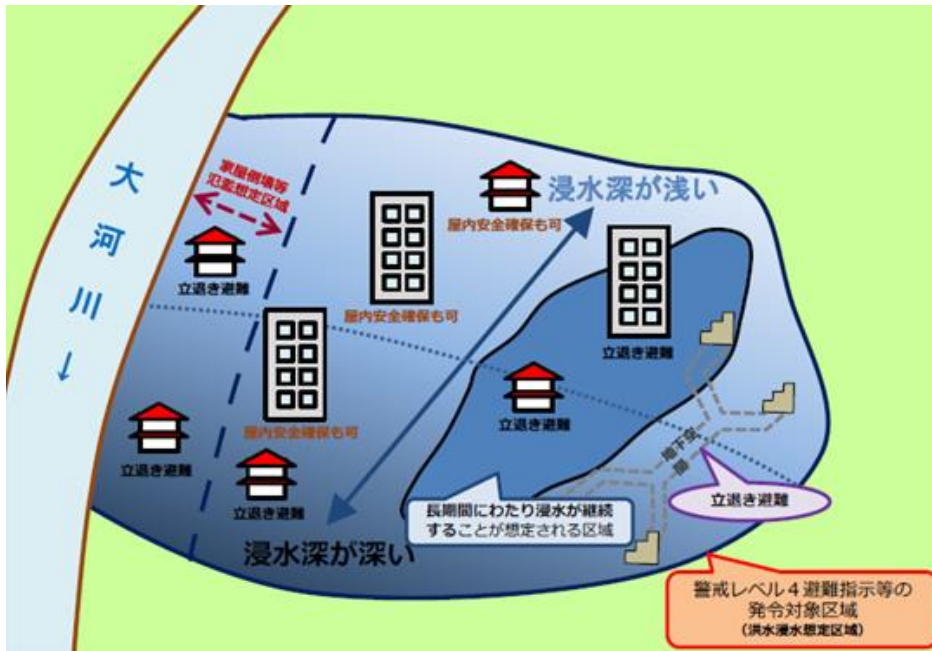 大河川→
家屋倒壊等
氾濫想定区域
浸水深が浅い
屋内安全確保も可
立退き避難
屋内安全確保も可
立退き避難
立退き避難
屋内安全確保も可
立退き避難
地下空間
立退き避難
立退き避難
長期間にわたり浸水が継続
することが想定される区域
浸水深が深い
警戒レベル4避難指示等の
発令対象区域
(洪水浸水想定区域)